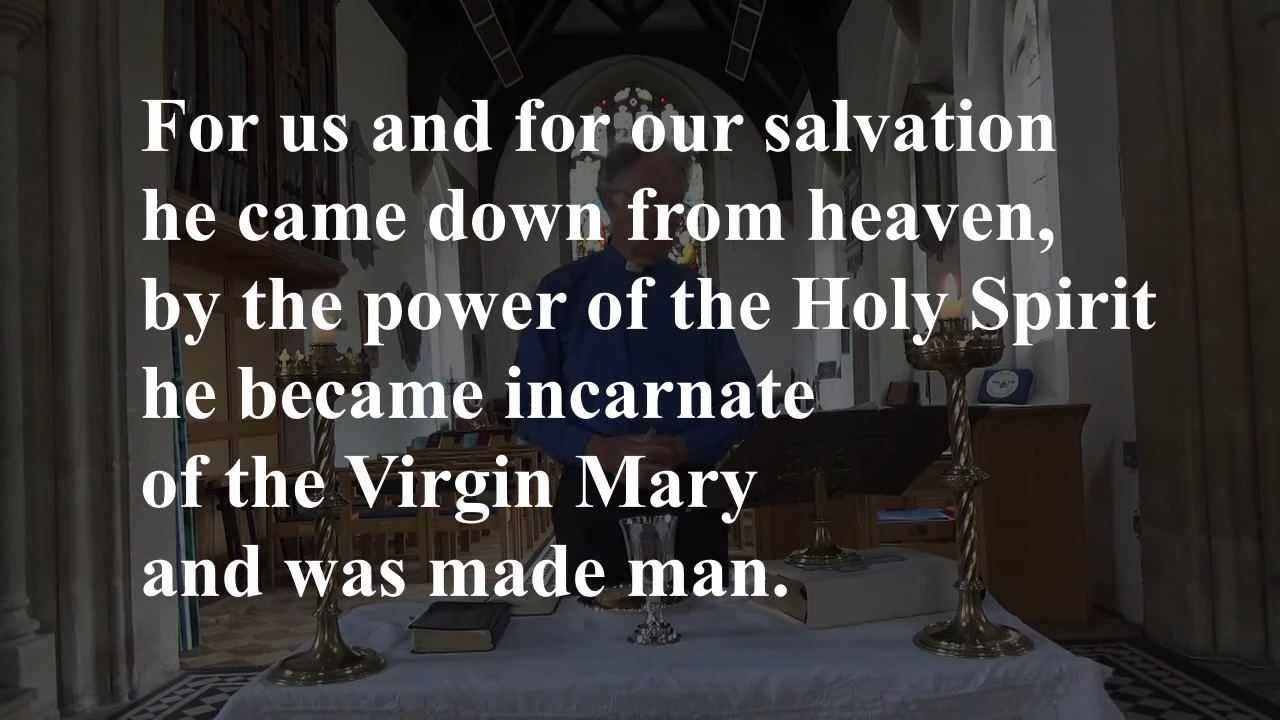 For us and for our salvation
he came down from heaven,
by the power of the Holy Spirit
he became incarnate
of the Virgin Mary
and was made man.